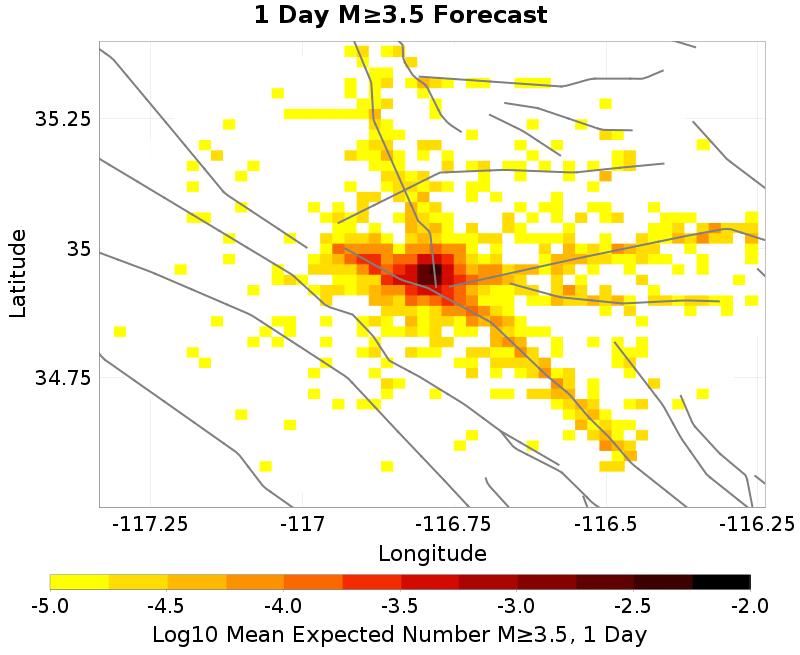 1 Day M≥3.5 Forecast
35.25
35
34.75
Latitude
-117.25 -117 -116.75 -116.5 -116.25
Longitude
-5.0 -4.5 -4.0 -3.5 -3.0 -2.5 -2.0
Log10 Mean Expected Number M≥3.5, 1 Day